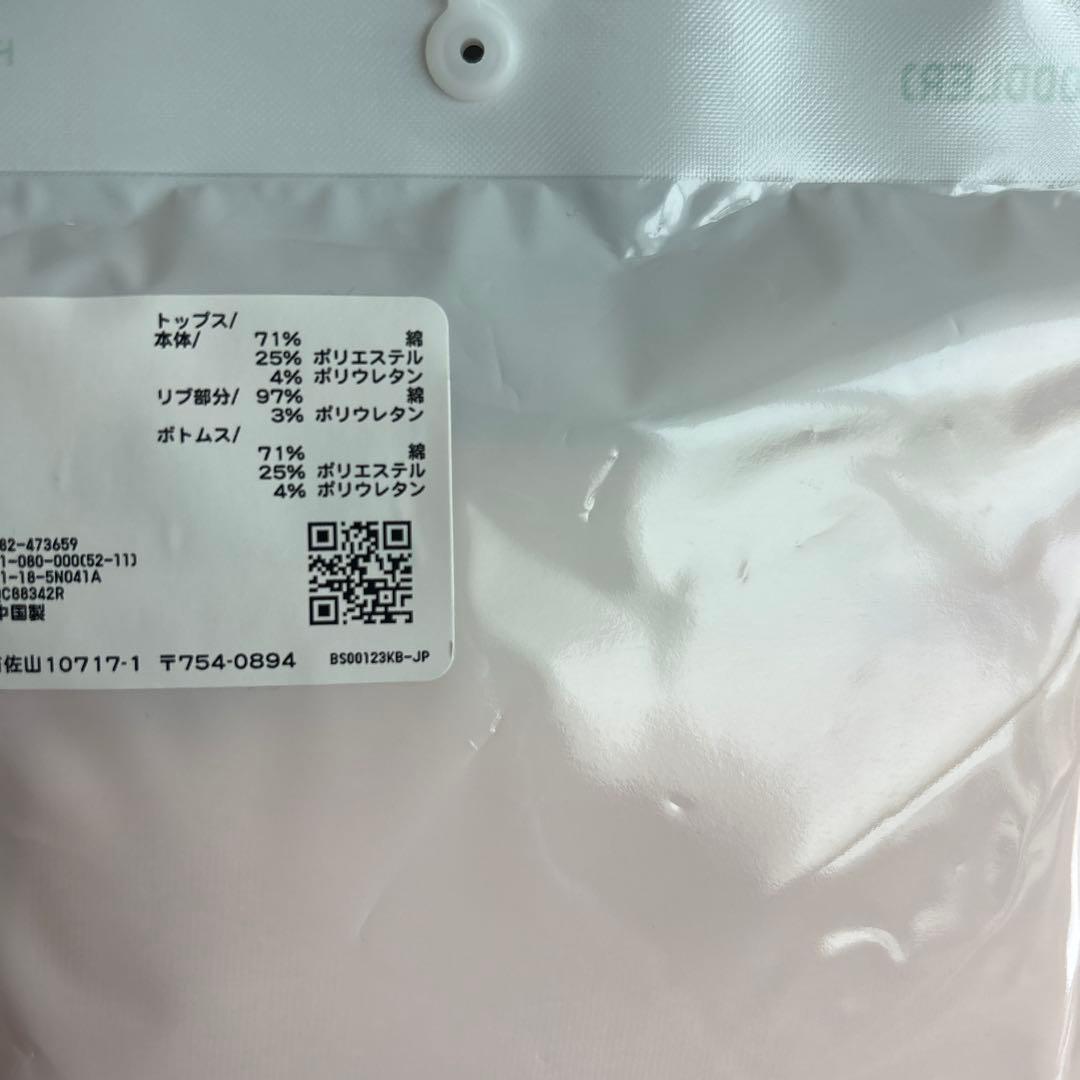 トップス/
本体/ 71% 綿
25% ポリエステル
4% ポリウレタン
リブ部分/ 97% 綿
3% ポリウレタン
ボトムス/
71% 綿
25% ポリエステル
4% ポリウレタン
82-473659
1-080-000(52-11)
1-18-5N041A
C88342R
中国製
佐山10717-1 〒754-0894
BS00123KB-JP